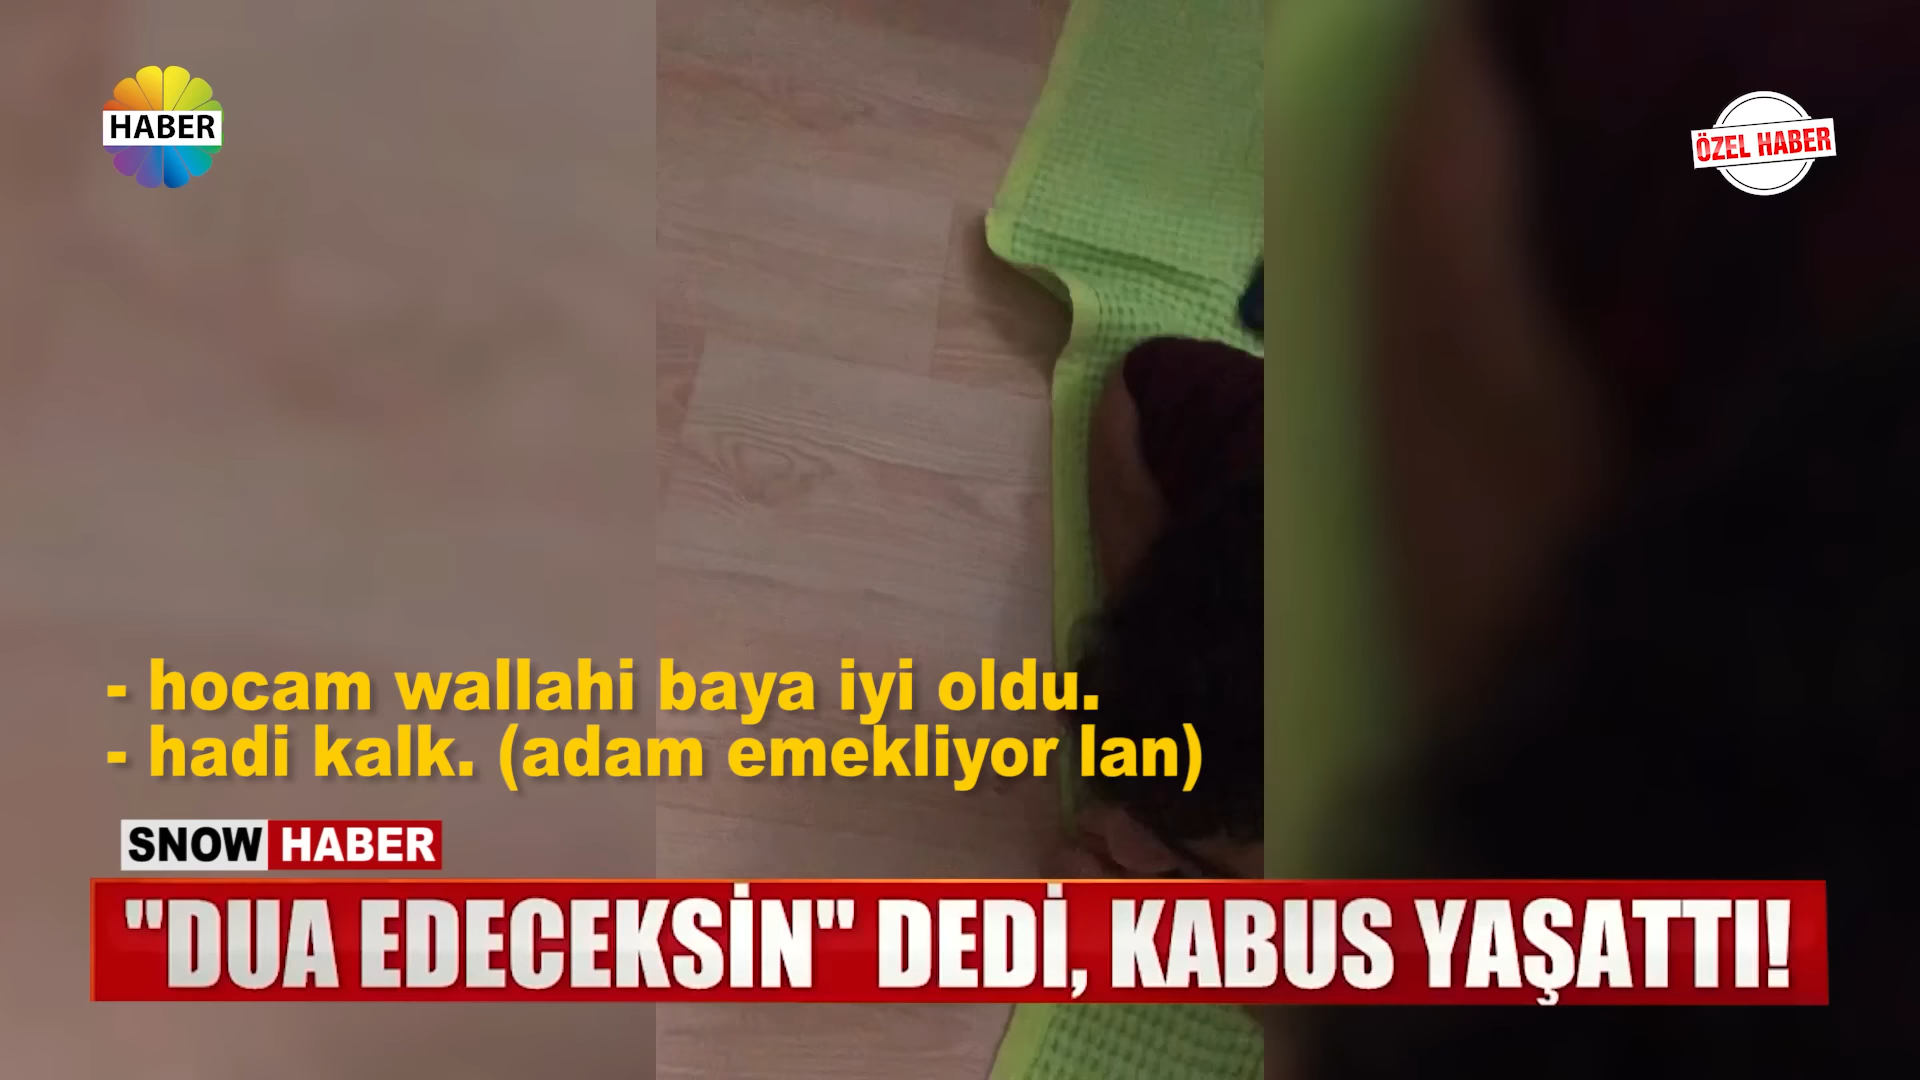 HABER
ÖZEL HABER
- hocam wallahi baya iyi oldu.
- hadi kalk. (adam emekliyor lan)
SNOW HABER
"DUA EDECEKSİN" DEDİ, KABUS YAŞATTI!